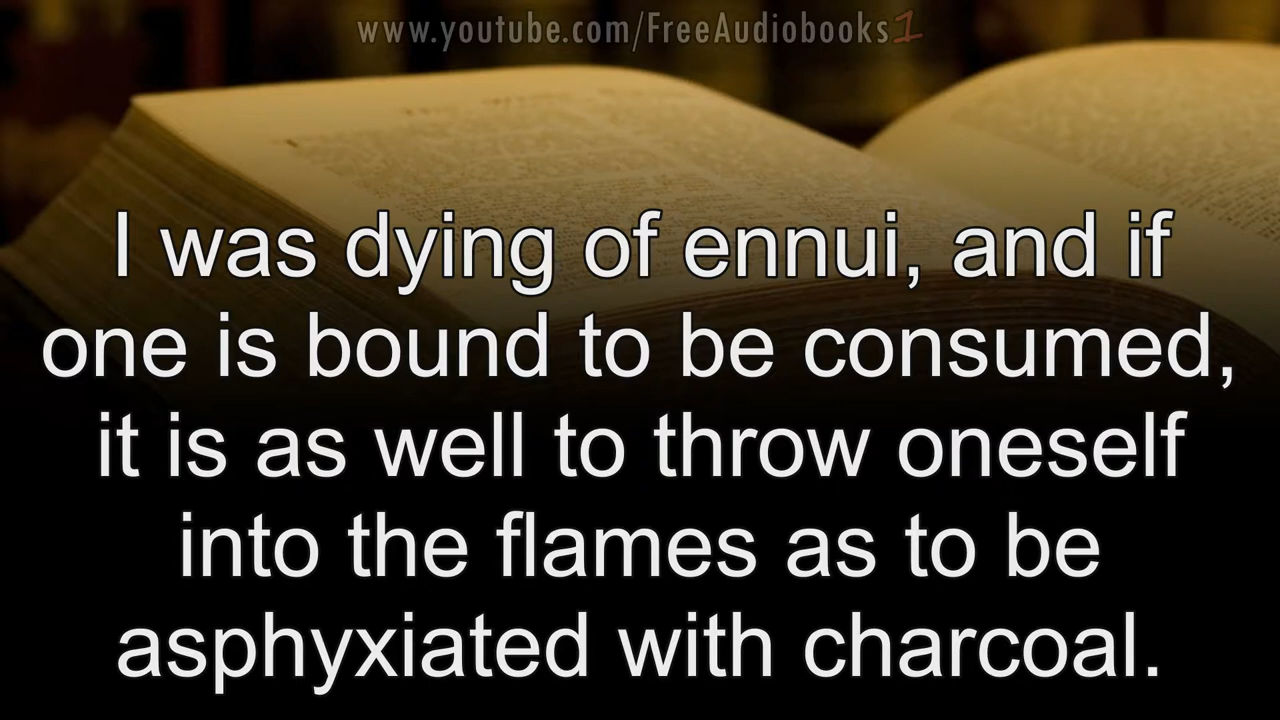 www.youtube.com/FreeAudiobooks1
I was dying of ennui, and if
one is bound to be consumed,
it is as well to throw oneself
into the flames as to be
asphyxiated with charcoal.